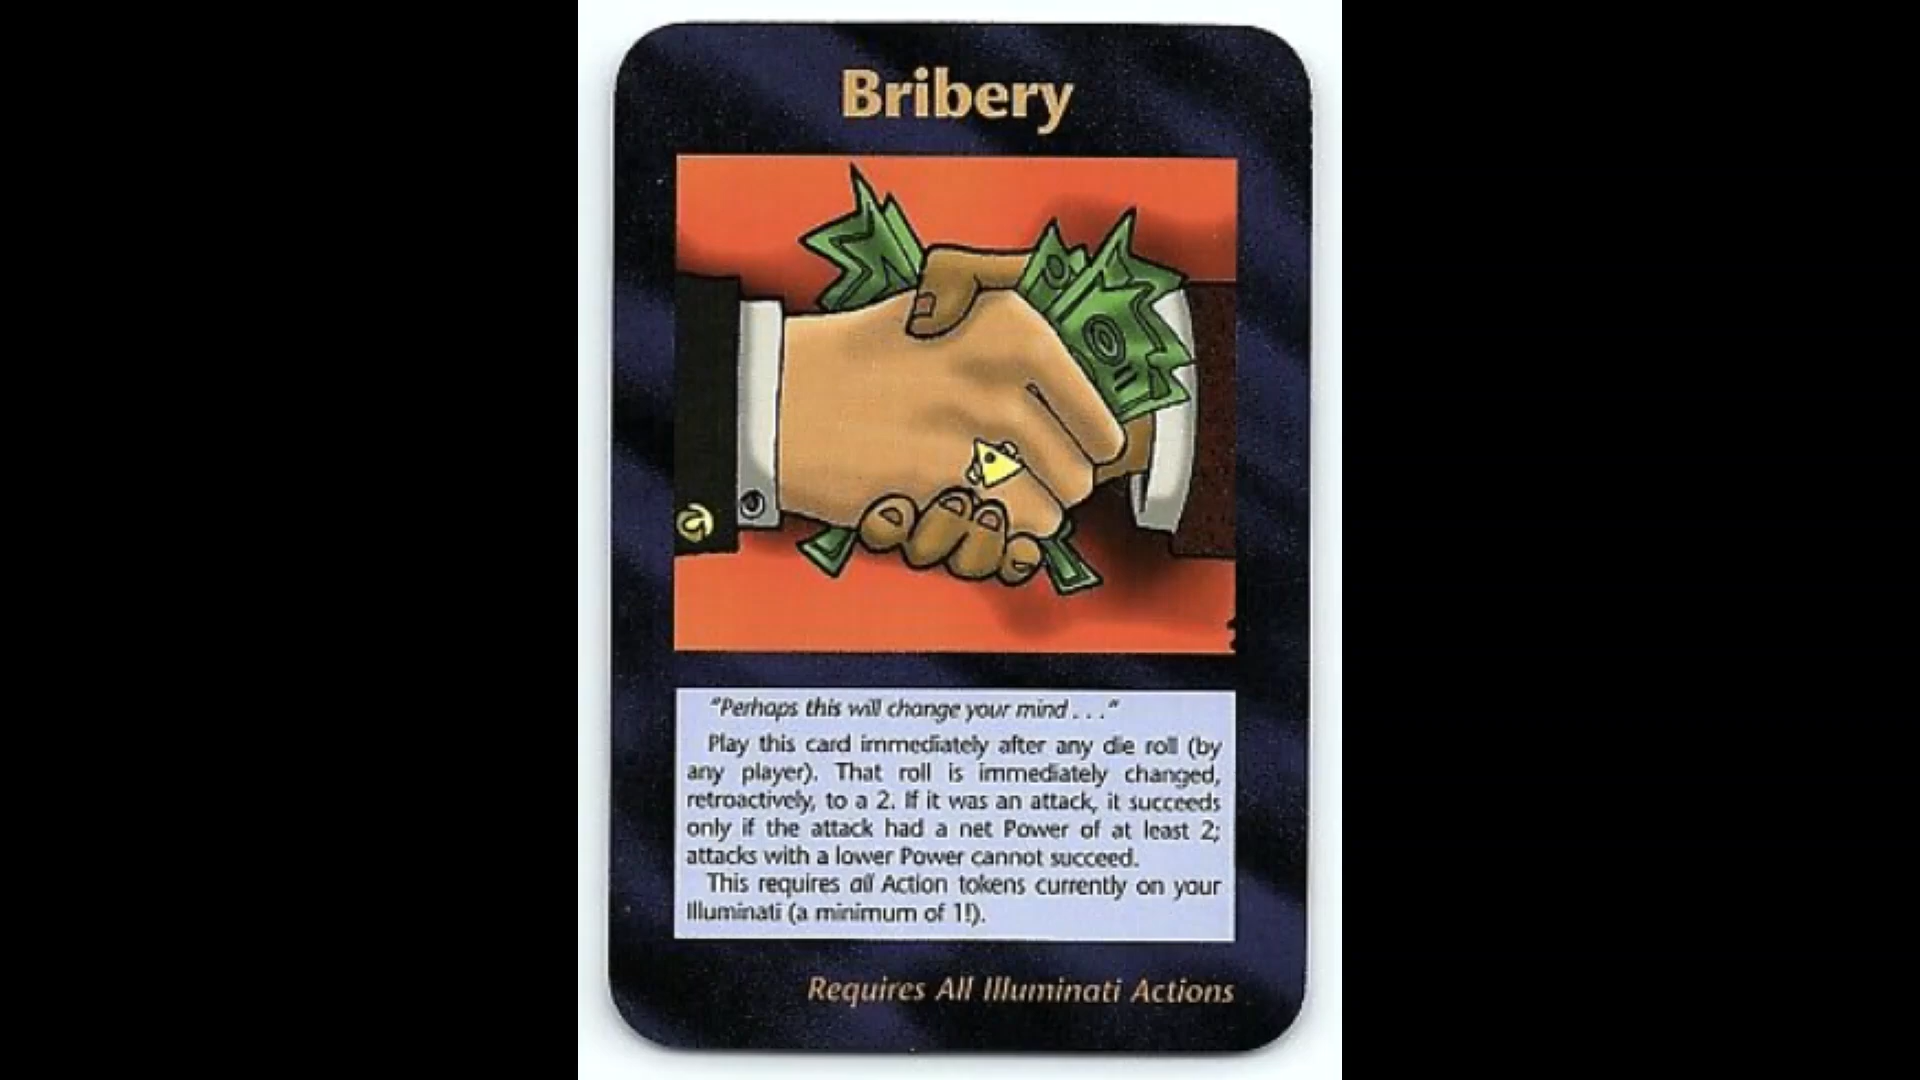 Bribery
"Perhaps this will change your mind . . ."
Play this card immediately after any die roll (by
any player). That roll is immediately changed,
retroactively, to a 2. If it was an attack, it succeeds
only if the attack had a net Power of at least 2;
attacks with a lower Power cannot succeed.
This requires all Action tokens currently on your
Illuminati (a minimum of 1!).
Requires All Illuminati Actions